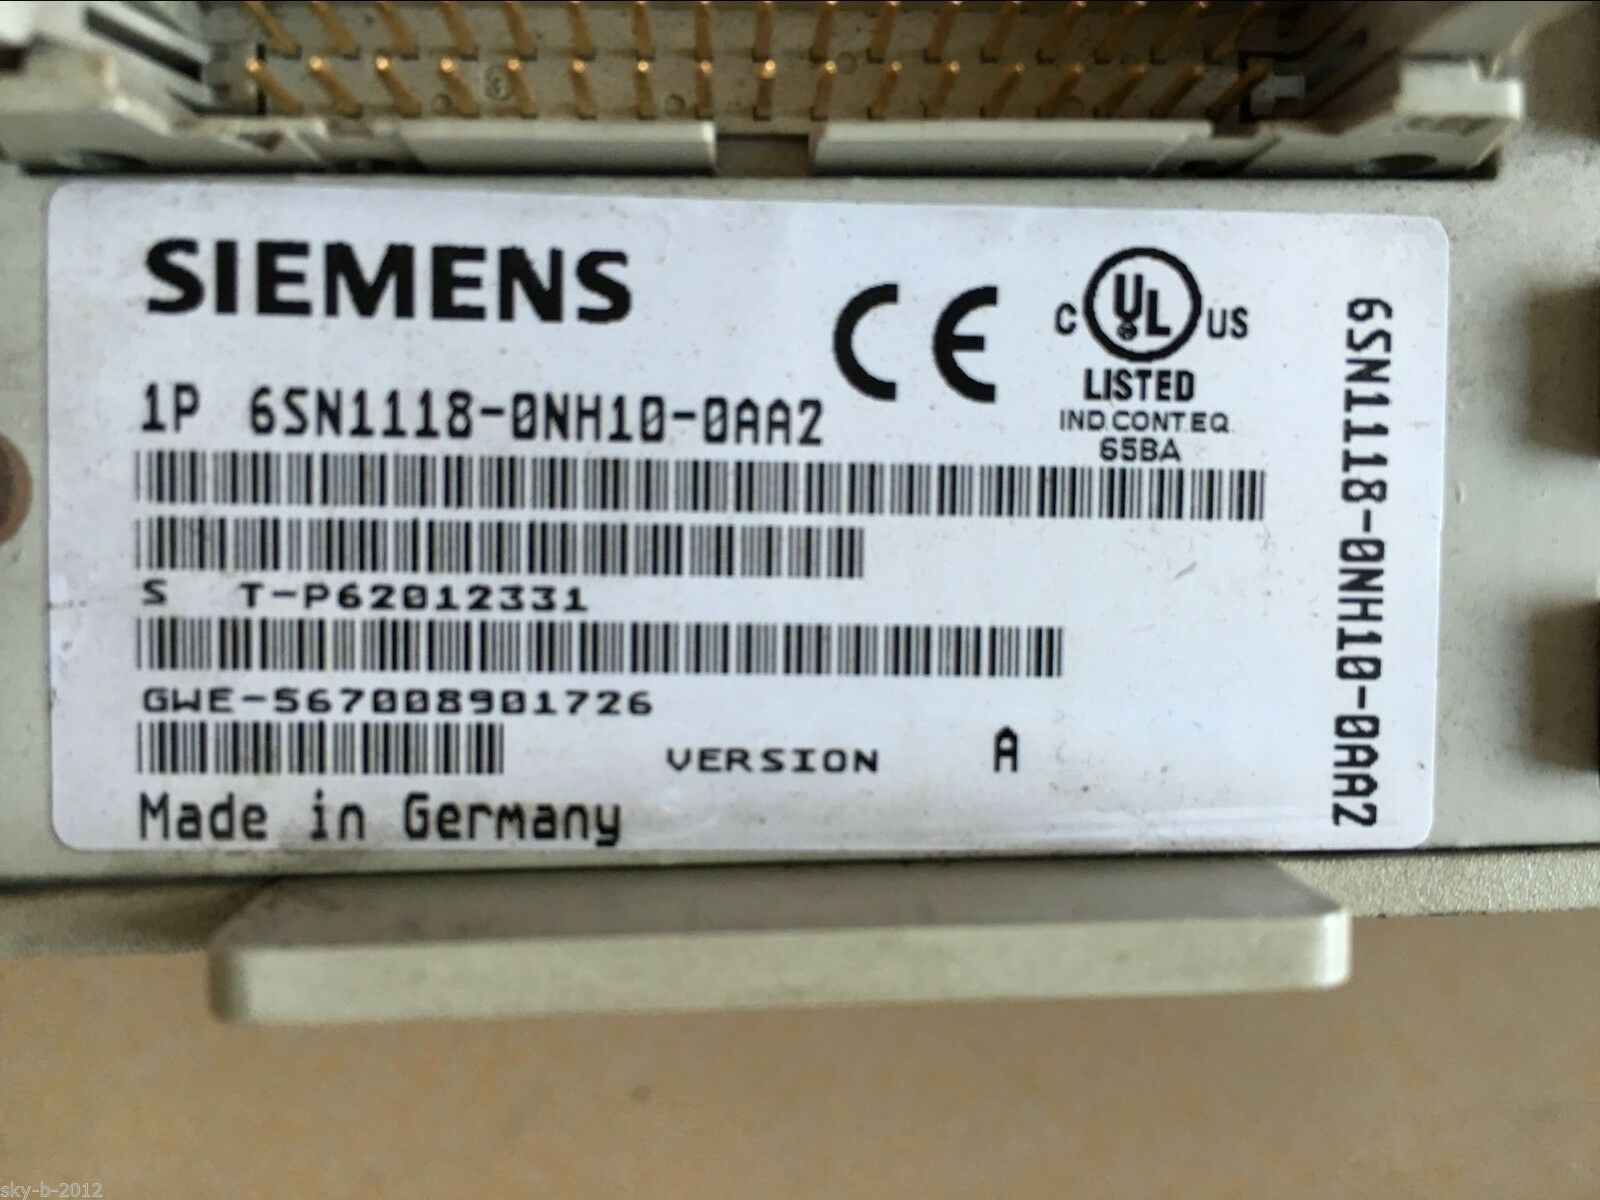 SIEMENS
1P 6SN1118-0NH10-0AA2
C UL US
LISTED
IND.CONT.EQ.
65BA
S T-P62012331
GWE-567008901726
VERSION A
Made in Germany
6SN1118-0NH10-0AA2
sky-b-2012